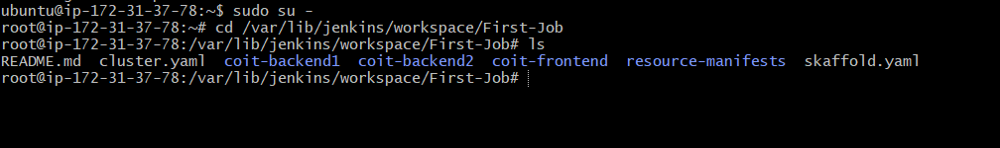 ubuntu@ip-172-31-37-78:~$ sudo su -
root@ip-172-31-37-78:~# cd /var/lib/jenkins/workspace/First-Job
root@ip-172-31-37-78:/var/lib/jenkins/workspace/First-Job# ls
README.md  cluster.yaml  coit-backend1  coit-backend2  coit-frontend  resource-manifests  skaffold.yaml
root@ip-172-31-37-78:/var/lib/jenkins/workspace/First-Job#